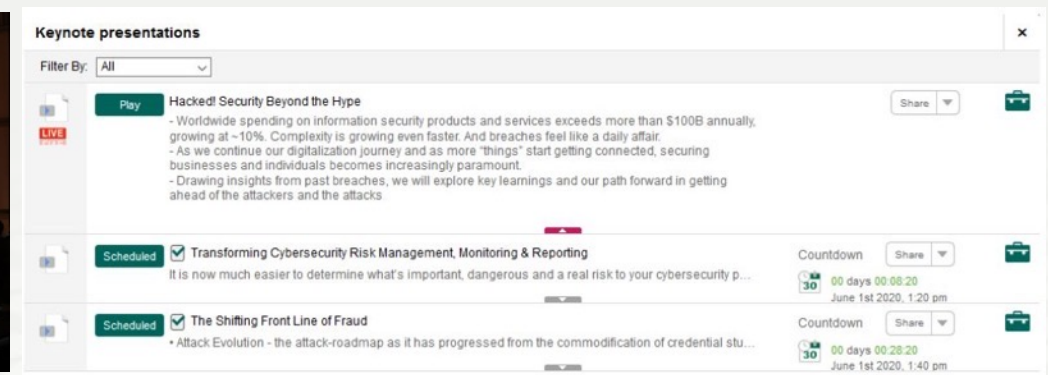 Keynote presentations
×
Filter By: All
Play
Hacked! Security Beyond the Hype
Share
LIVE
- Worldwide spending on information security products and services exceeds more than $100B annually,
growing at ~10%. Complexity is growing even faster. And breaches feel like a daily affair.
- As we continue our digitalization journey and as more "things" start getting connected, securing
businesses and individuals becomes increasingly paramount.
- Drawing insights from past breaches, we will explore key learnings and our path forward in getting
ahead of the attackers and the attacks
Scheduled
Transforming Cybersecurity Risk Management, Monitoring & Reporting
Countdown
Share
It is now much easier to determine what's important, dangerous and a real risk to your cybersecurity p...
30
00 days 00:08:20
June 1st 2020, 1:20 pm
Scheduled
The Shifting Front Line of Fraud
Countdown
Share
• Attack Evolution - the attack-roadmap as it has progressed from the commodification of credential stu...
30
00 days 00:28:20
June 1st 2020, 1:40 pm